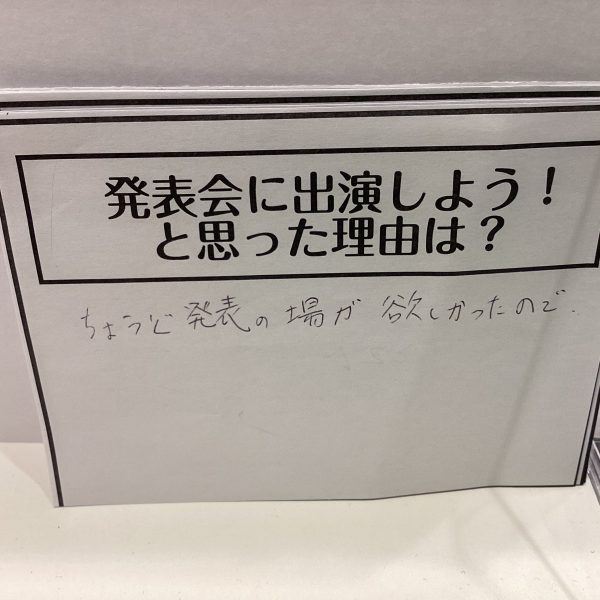 発表会に出演しよう！
と思った理由は？
ちょうど発表の場が欲しかったので.